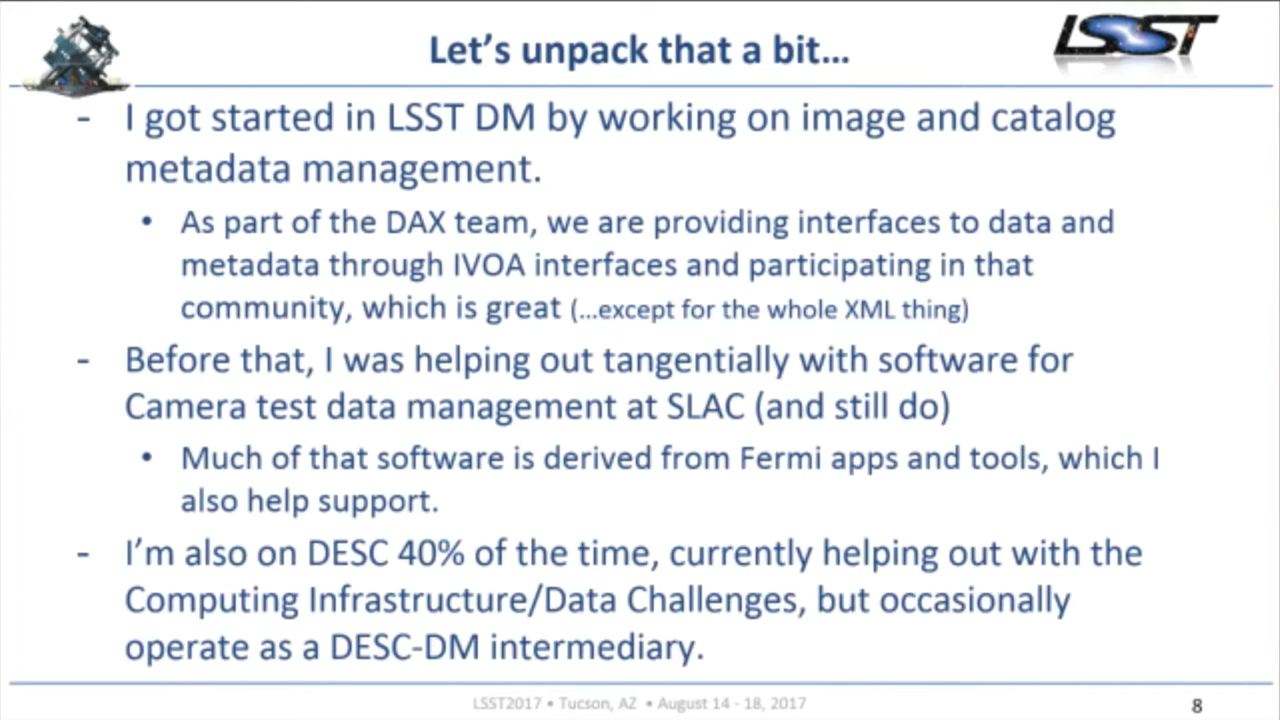 Let's unpack that a bit...
LSST
- I got started in LSST DM by working on image and catalog
metadata management.
• As part of the DAX team, we are providing interfaces to data and
metadata through IVOA interfaces and participating in that
community, which is great (...except for the whole XML thing)
- Before that, I was helping out tangentially with software for
Camera test data management at SLAC (and still do)
• Much of that software is derived from Fermi apps and tools, which I
also help support.
- I'm also on DESC 40% of the time, currently helping out with the
Computing Infrastructure/Data Challenges, but occasionally
operate as a DESC-DM intermediary.
LSST2017 • Tucson, AZ • August 14 - 18, 2017
8